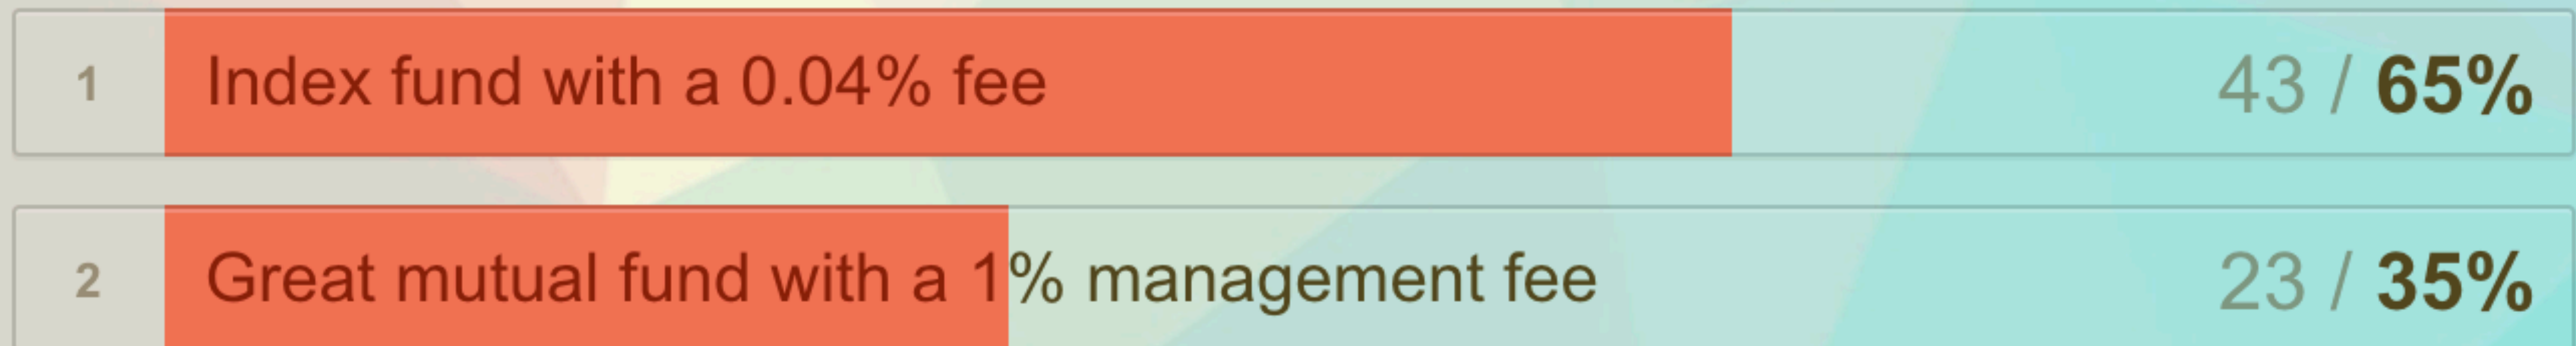 1 Index fund with a 0.04% fee 43 / 65%
2 Great mutual fund with a 1% management fee 23 / 35%